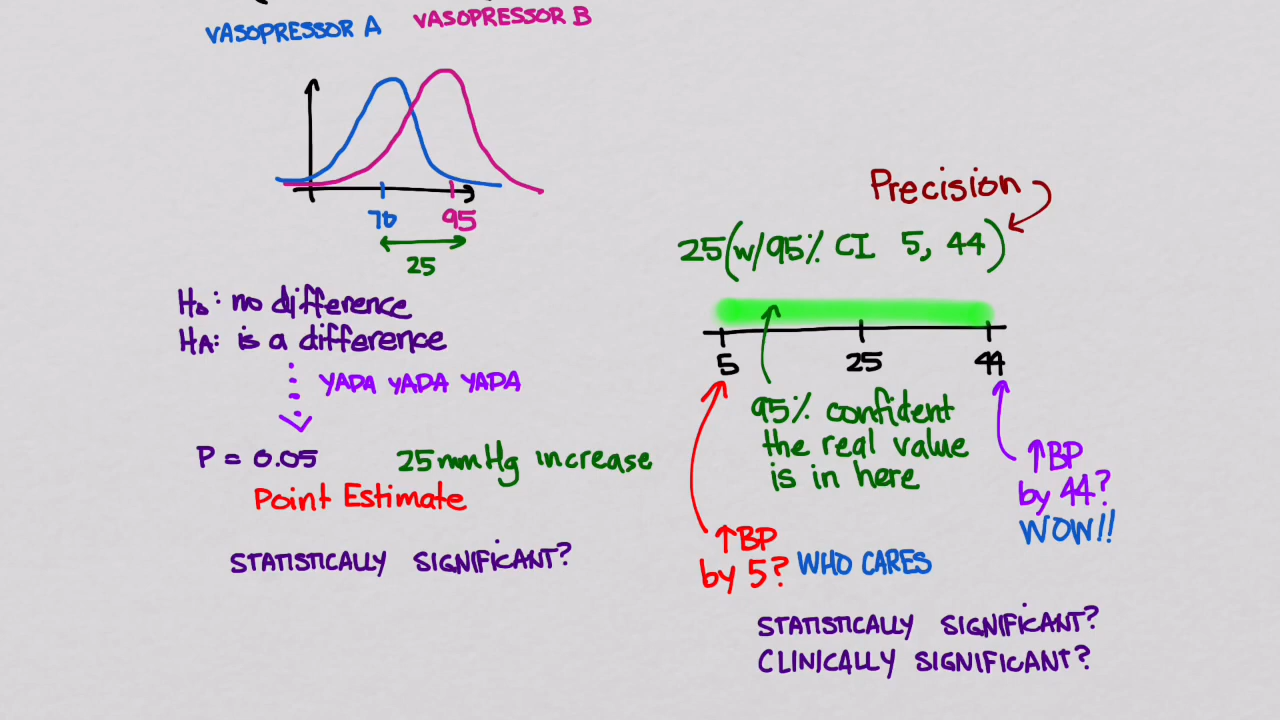 VASOPRESSOR A
VASOPRESSOR B
70
95
25
Ho: no difference
HA: is a difference
YADA YADA YADA
P = 0.05
25mmHg increase
Point Estimate
STATISTICALLY SIGNIFICANT?
Precision
25(w/95% CI 5, 44)
5
25
44
95% confident
the real value
is in here
↑BP
by 44?
WOW!!
↑BP
by 5?
WHO CARES
STATISTICALLY SIGNIFICANT?
CLINICALLY SIGNIFICANT?